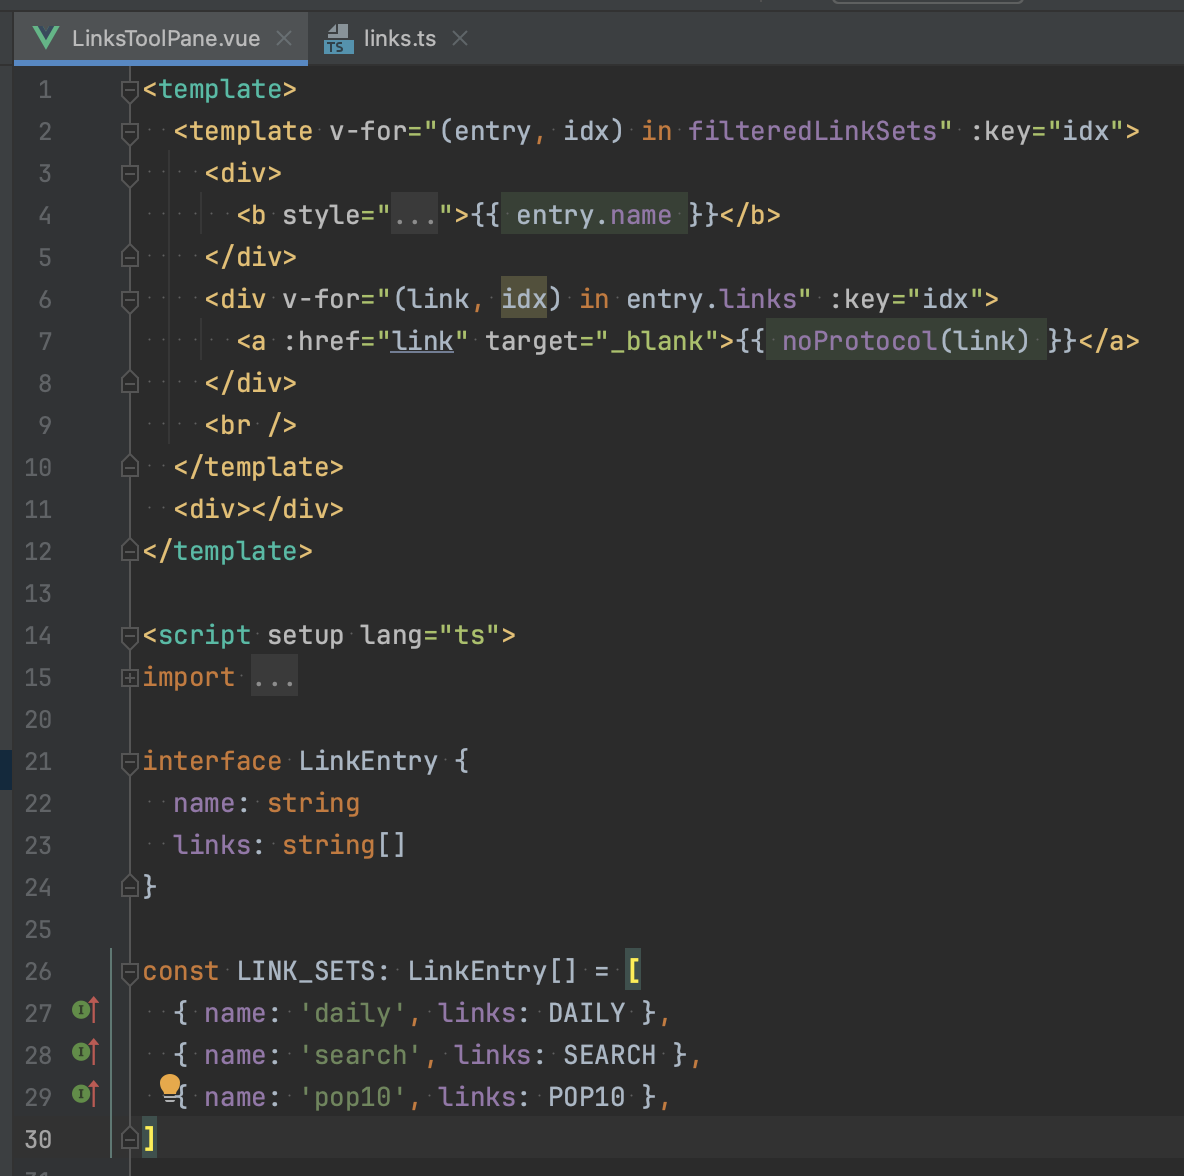 LinksToolPane.vue
TS links.ts
1 <template>
2 <template v-for="(entry, idx) in filteredLinkSets" :key="idx">
3 <div>
4 <b style="...">{{ entry.name }}</b>
5 </div>
6 <div v-for="(link, idx) in entry.links" :key="idx">
7 <a :href="link" target="_blank">{{ noProtocol(link) }}</a>
8 </div>
9 <br />
10 </template>
11 <div></div>
12 </template>
13
14 <script setup lang="ts">
15 import ...
20
21 interface LinkEntry {
22 name: string
23 links: string[]
24 }
25
26 const LINK_SETS: LinkEntry[] = [
27 { name: 'daily', links: DAILY },
28 { name: 'search', links: SEARCH },
29 { name: 'pop10', links: POP10 },
30 ]